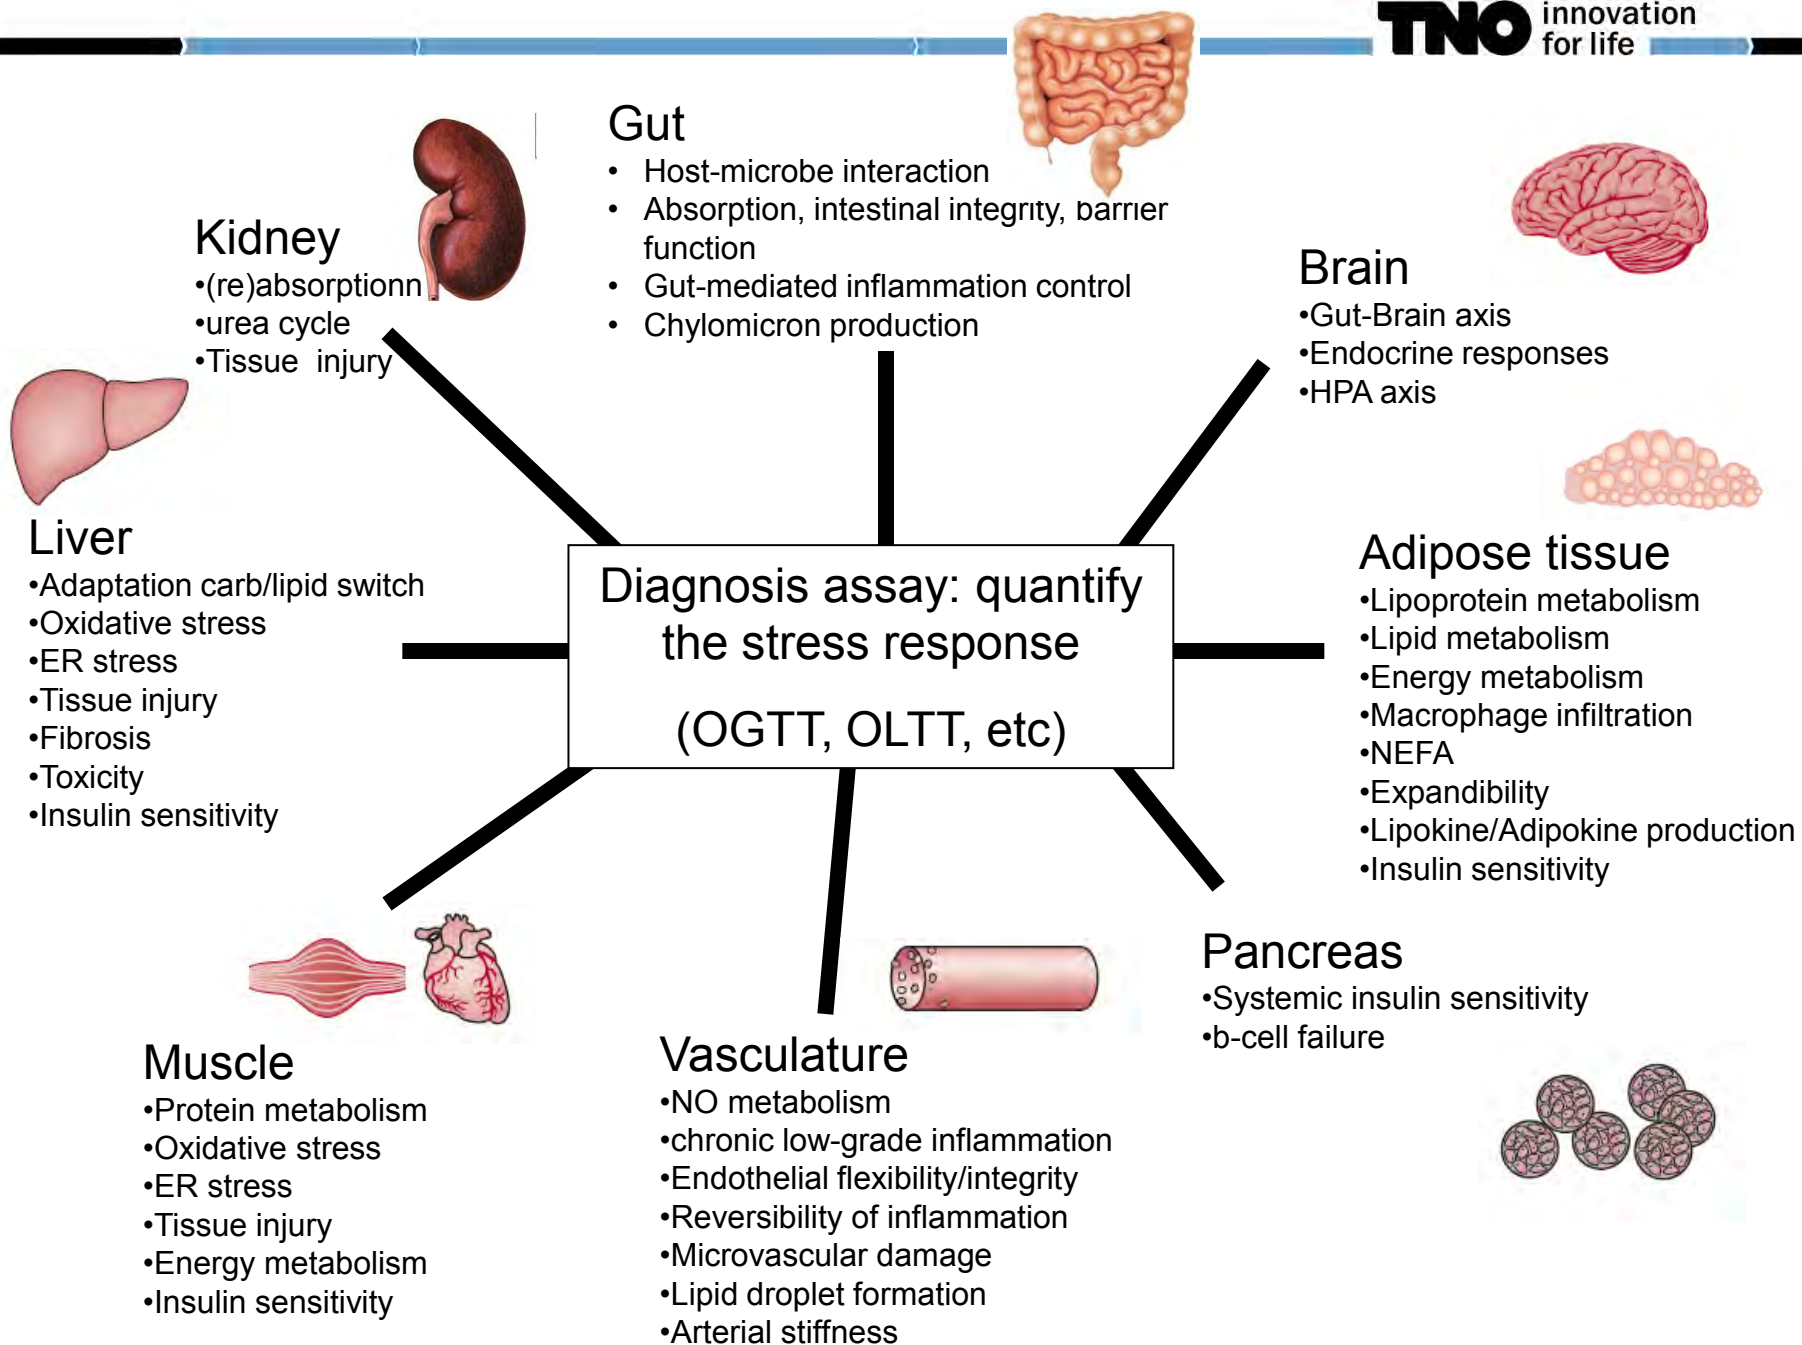 TNO innovation
for life
Gut
• Host-microbe interaction
• Absorption, intestinal integrity, barrier
function
• Gut-mediated inflammation control
• Chylomicron production
Kidney
•(re)absorptionn
•urea cycle
•Tissue injury
Brain
•Gut-Brain axis
•Endocrine responses
•HPA axis
Liver
•Adaptation carb/lipid switch
•Oxidative stress
•ER stress
•Tissue injury
•Fibrosis
•Toxicity
•Insulin sensitivity
Diagnosis assay: quantify
the stress response
(OGTT, OLTT, etc)
Adipose tissue
•Lipoprotein metabolism
•Lipid metabolism
•Energy metabolism
•Macrophage infiltration
•NEFA
•Expandibility
•Lipokine/Adipokine production
•Insulin sensitivity
Muscle
•Protein metabolism
•Oxidative stress
•ER stress
•Tissue injury
•Energy metabolism
•Insulin sensitivity
Vasculature
•NO metabolism
•chronic low-grade inflammation
•Endothelial flexibility/integrity
•Reversibility of inflammation
•Microvascular damage
•Lipid droplet formation
•Arterial stiffness
Pancreas
•Systemic insulin sensitivity
•b-cell failure